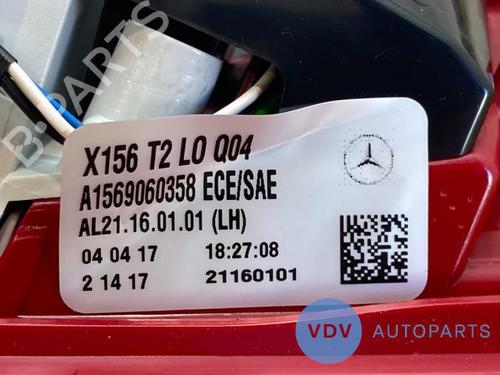 B-PARTS
X156 T2 LO Q04
A1569060358 ECE/SAE
AL21.16.01.01 (LH)
04 04 17 18:27:08
2 14 17 21160101
VDV AUTOPARTS